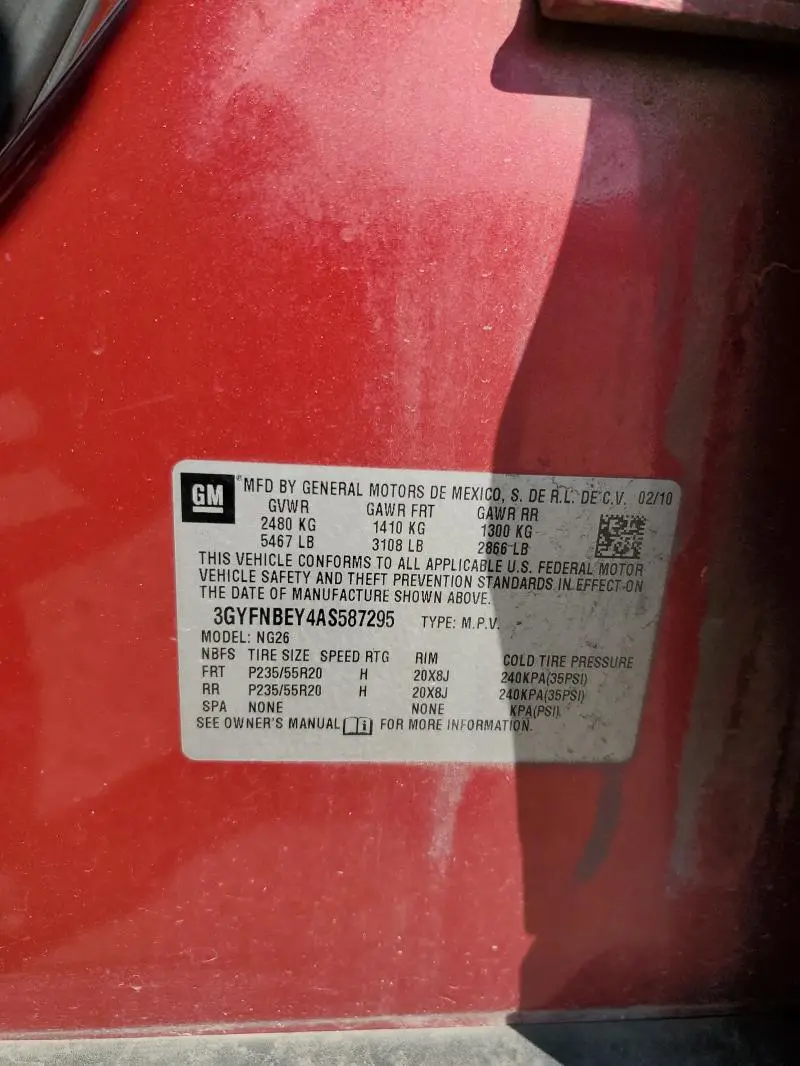 GM ®MFD BY GENERAL MOTORS DE MEXICO, S. DE R.L. DE C.V. 02/10
GVWR GAWR FRT GAWR RR
2480 KG 1410 KG 1300 KG
5467 LB 3108 LB 2866 LB
THIS VEHICLE CONFORMS TO ALL APPLICABLE U.S. FEDERAL MOTOR
VEHICLE SAFETY AND THEFT PREVENTION STANDARDS IN EFFECT ON
THE DATE OF MANUFACTURE SHOWN ABOVE.
3GYFNBEY4AS587295 TYPE: M.P.V.
MODEL: NG26
NBFS TIRE SIZE SPEED RTG RIM COLD TIRE PRESSURE
FRT P235/55R20 H 20X8J 240KPA(35PSI)
RR P235/55R20 H 20X8J 240KPA(35PSI)
SPA NONE NONE KPA(PSI)
SEE OWNER'S MANUAL FOR MORE INFORMATION.